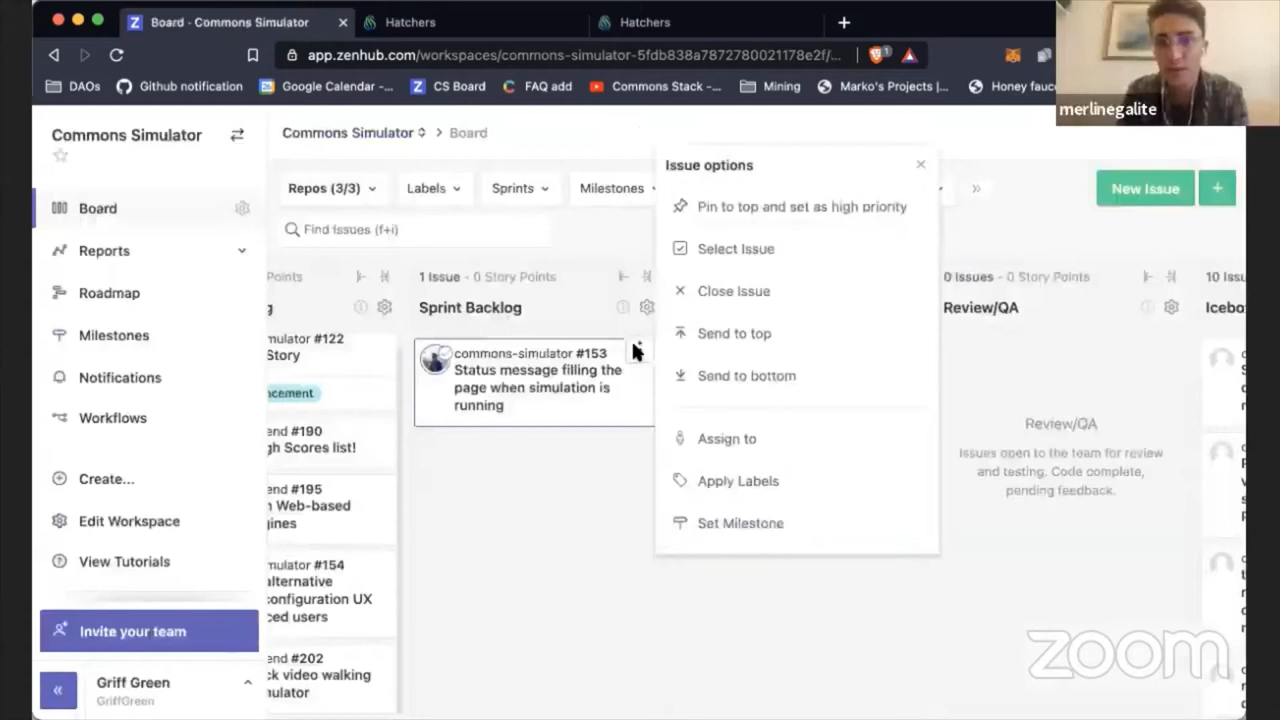 Board - Commons Simulator
Hatchers
Hatchers
app.zenhub.com/workspaces/commons-simulator-5fdb838a7872780021178e2f/...
1
DAOs
Github notification
Google Calendar -...
CS Board
FAQ add
Commons Stack -...
Mining
Marko's Projects |...
Honey fauc
merlinegalite
Commons Simulator
Board
Reports
Roadmap
Milestones
Notifications
Workflows
Create...
Edit Workspace
View Tutorials
Invite your team
Griff Green
GriffGreen
Commons Simulator > Board
Repos (3/3)
Labels
Sprints
Milestones
New Issue
+
Find Issues (f+i)
Points
g
mulator #122
Story
ncement
end #190
gh Scores list!
end #195
n Web-based
gines
mulator #154
alternative
configuration UX
ced users
end #202
ck video walking
mulator
1 Issue - 0 Story Points
Sprint Backlog
commons-simulator #153
Status message filling the
page when simulation is
running
Issue options
Pin to top and set as high priority
Select Issue
Close Issue
Send to top
Send to bottom
Assign to
Apply Labels
Set Milestone
0 Issues - 0 Story Points
Review/QA
Review/QA
Issues open to the team for review
and testing. Code complete,
pending feedback.
10 Issu
Icebo
zoom